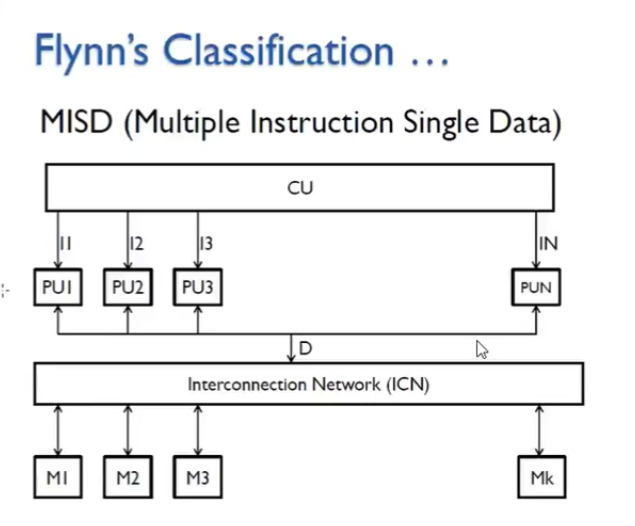 Flynn's Classification ...
MISD (Multiple Instruction Single Data)
CU
I1 I2 I3 IN
PU1 PU2 PU3 PUN
D
Interconnection Network (ICN)
M1 M2 M3 Mk